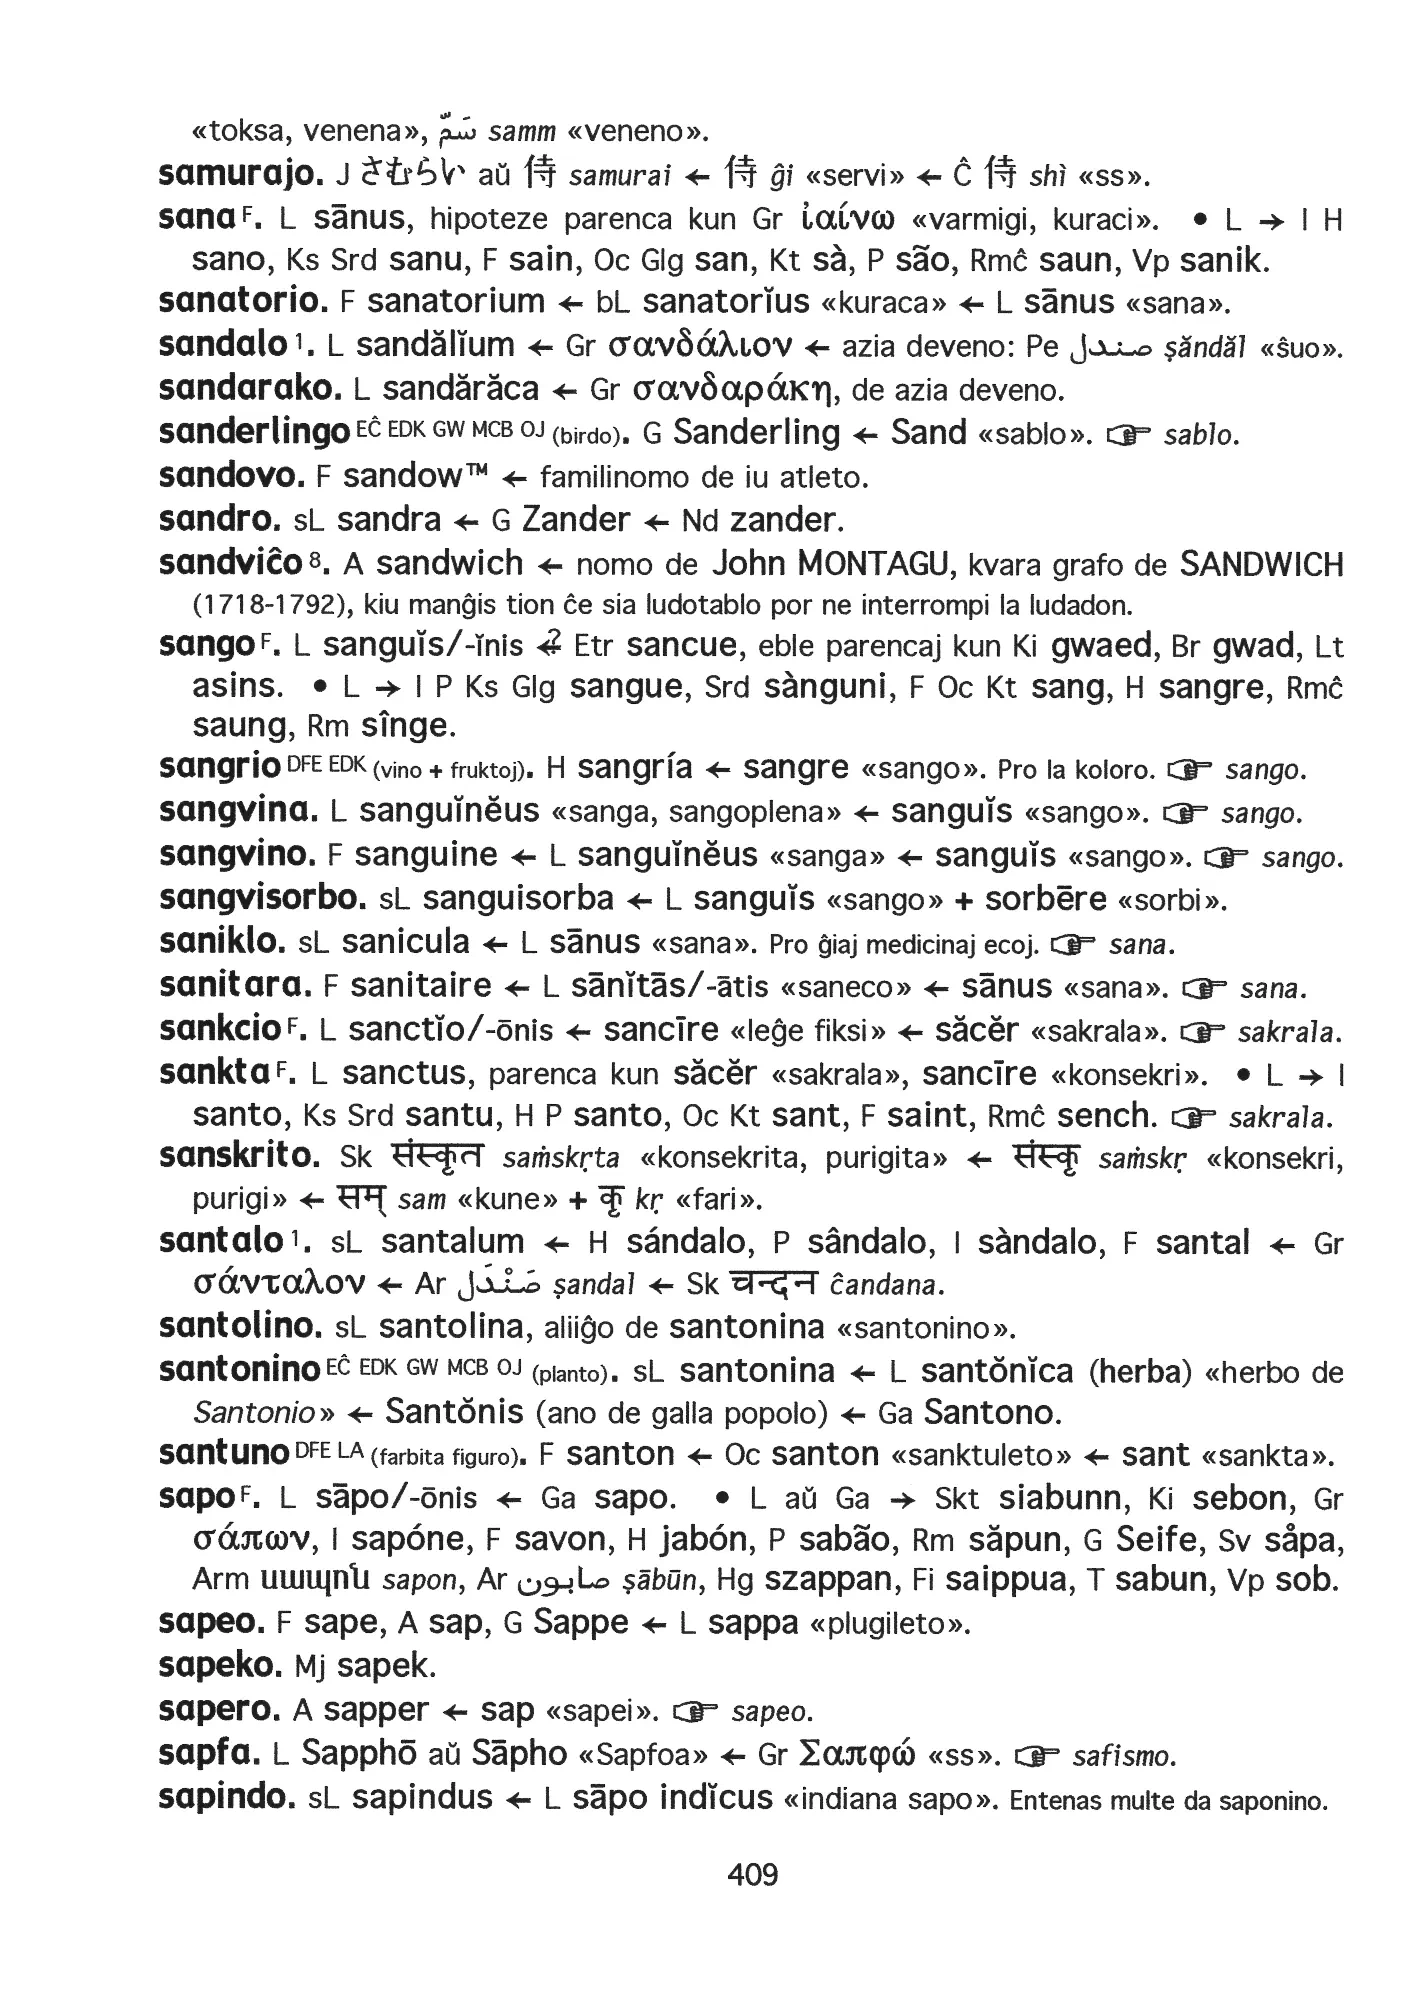 «toksa, venena», سَمّ samm «veneno».
samurajo. J さむらい aŭ 侍 samurai ← 侍 ĝi «servi» ← Ĉ 侍 shì «ss».
sana F. L sānus, hipoteze parenca kun Gr ἰαίνω «varmigi, kuraci». • L → I H
sano, Ks Srd sanu, F sain, Oc Glg san, Kt sà, P são, Rmĉ saun, Vp sanik.
sanatorio. F sanatorium ← bL sanatorĭus «kuraca» ← L sānus «sana».
sandalo 1. L sandălĭum ← Gr σανδάλιον ← azia deveno: Pe صندل ṣăndăl «ŝuo».
sandarako. L sandărăca ← Gr σανδαράκη, de azia deveno.
sanderlingo EĈ EDK GW MCB OJ (birdo). G Sanderling ← Sand «sablo». ☞ sablo.
sandovo. F sandow™ ← familinomo de iu atleto.
sandro. sL sandra ← G Zander ← Nd zander.
sandviĉo 8. A sandwich ← nomo de John MONTAGU, kvara grafo de SANDWICH
(1718-1792), kiu manĝis tion ĉe sia ludotablo por ne interrompi la ludadon.
sango F. L sanguĭs/-ĭnis ←? Etr sancue, eble parencaj kun Ki gwaed, Br gwad, Lt
asins. • L → I P Ks Glg sangue, Srd sànguni, F Oc Kt sang, H sangre, Rmĉ
saung, Rm sînge.
sangrio DFE EDK (vino + fruktoj). H sangría ← sangre «sango». Pro la koloro. ☞ sango.
sangvina. L sanguĭnĕus «sanga, sangoplena» ← sanguĭs «sango». ☞ sango.
sangvino. F sanguine ← L sanguĭnĕus «sanga» ← sanguĭs «sango». ☞ sango.
sangvisorbo. sL sanguisorba ← L sanguĭs «sango» + sorbēre «sorbi».
saniklo. sL sanicula ← L sānus «sana». Pro ĝiaj medicinaj ecoj. ☞ sana.
sanitara. F sanitaire ← L sānĭtās/-ātis «saneco» ← sānus «sana». ☞ sana.
sankcio F. L sanctĭo/-ōnis ← sancīre «leĝe fiksi» ← săcĕr «sakrala». ☞ sakrala.
sankta F. L sanctus, parenca kun săcĕr «sakrala», sancīre «konsekri». • L → I
santo, Ks Srd santu, H P santo, Oc Kt sant, F saint, Rmĉ sench. ☞ sakrala.
sanskrito. Sk संस्कृत saṁskṛta «konsekrita, purigita» ← संस्कृ saṁskṛ «konsekri,
purigi» ← सम् sam «kune» + कृ kṛ «fari».
santalo 1. sL santalum ← H sándalo, P sândalo, I sàndalo, F santal ← Gr
σάνταλον ← Ar صَنْدَل ṣandal ← Sk चन्दन ĉandana.
santolino. sL santolina, aliiĝo de santonina «santonino».
santonino EĈ EDK GW MCB OJ (planto). sL santonina ← L santŏnĭca (herba) «herbo de
Santonio» ← Santŏnis (ano de galla popolo) ← Ga Santono.
santuno DFE LA (farbita figuro). F santon ← Oc santon «sanktuleto» ← sant «sankta».
sapo F. L sāpo/-ōnis ← Ga sapo. • L aŭ Ga → Skt siabunn, Ki sebon, Gr
σάπων, I sapóne, F savon, H jabón, P sabão, Rm săpun, G Seife, Sv såpa,
Arm սապոն sapon, Ar صابون ṣābūn, Hg szappan, Fi saippua, T sabun, Vp sob.
sapeo. F sape, A sap, G Sappe ← L sappa «plugileto».
sapeko. Mj sapek.
sapero. A sapper ← sap «sapei». ☞ sapeo.
sapfa. L Sapphō aŭ Sāpho «Sapfoa» ← Gr Σαπφώ «ss». ☞ safismo.
sapindo. sL sapindus ← L sāpo indĭcus «indiana sapo». Entenas multe da saponino.
409